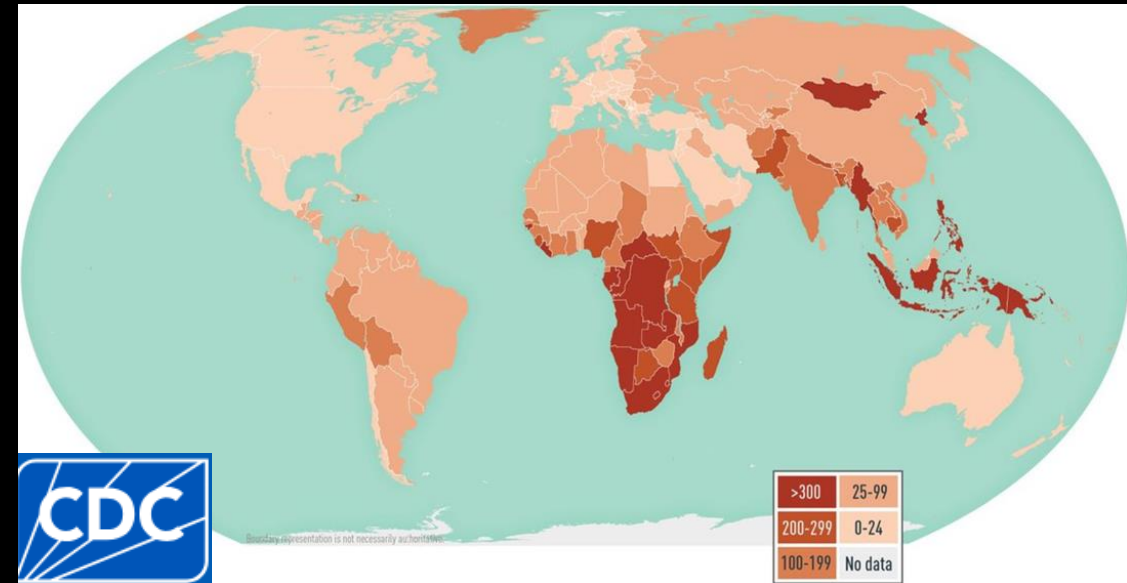 >300 25-99
200-299 0-24
100-199 No data
CDC
Boundary representation is not necessarily authoritative.